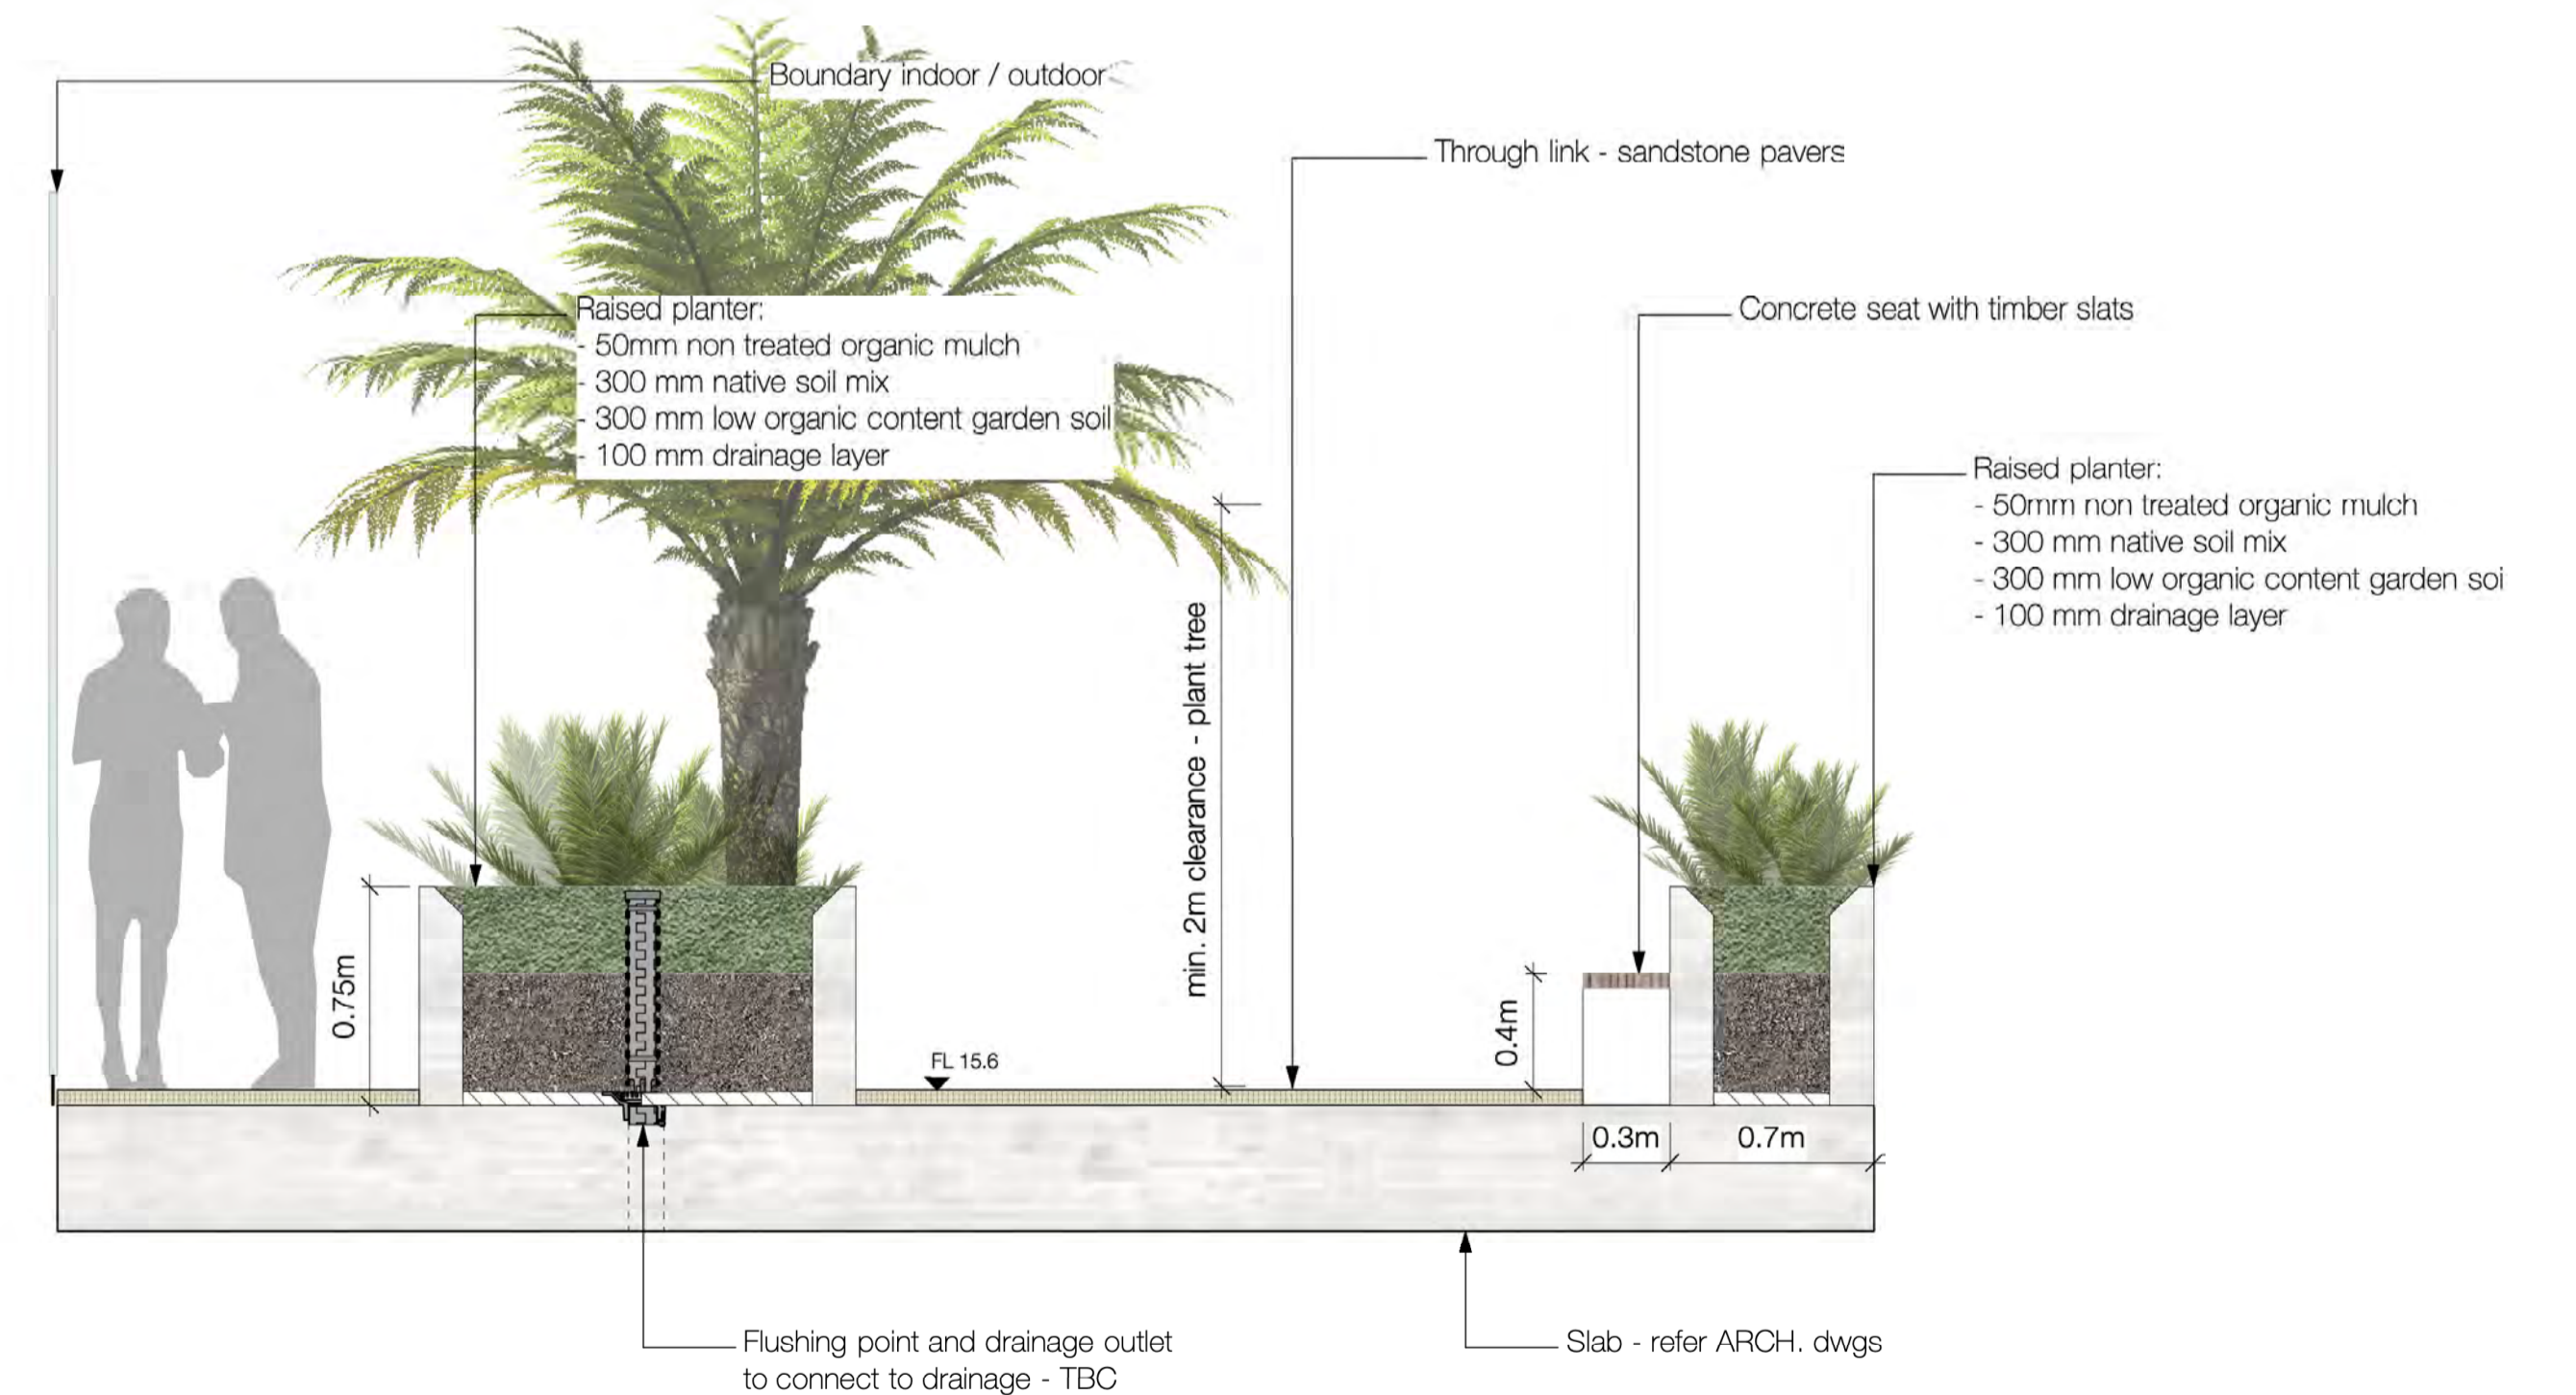 Boundary indoor / outdoor
Through link - sandstone pavers
Raised planter:
- 50mm non treated organic mulch
- 300 mm native soil mix
- 300 mm low organic content garden soil
- 100 mm drainage layer
Concrete seat with timber slats
Raised planter:
- 50mm non treated organic mulch
- 300 mm native soil mix
- 300 mm low organic content garden soi
- 100 mm drainage layer
min. 2m clearance - plant tree
0.75m
FL 15.6
0.4m
0.3m
0.7m
Flushing point and drainage outlet
to connect to drainage - TBC
Slab - refer ARCH. dwgs